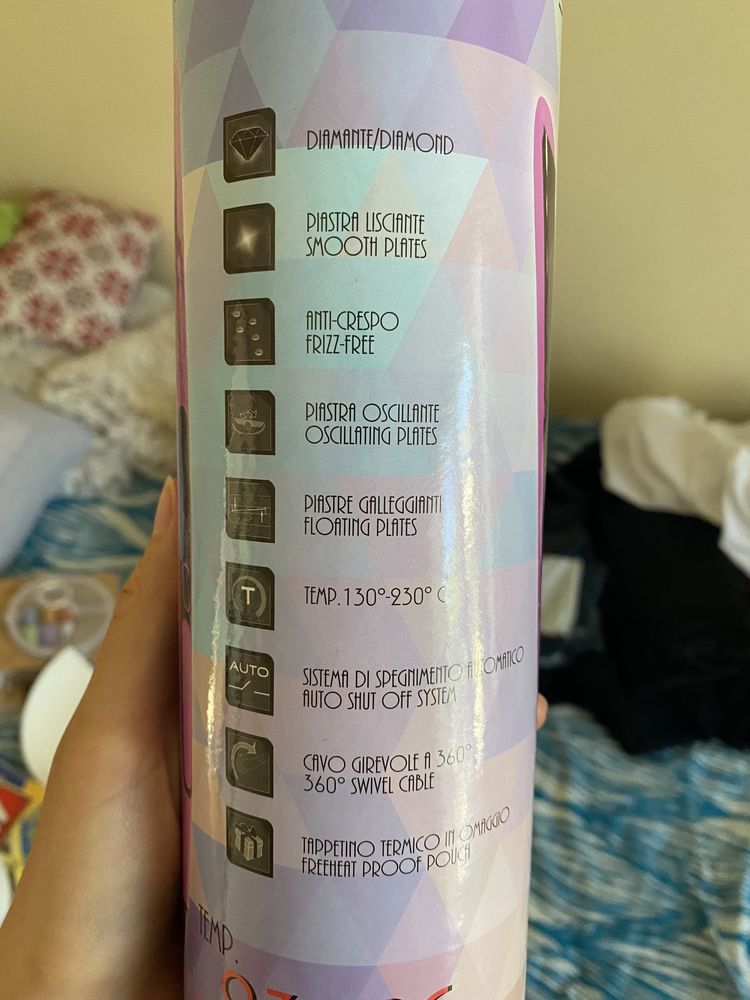 DIAMANTE/DIAMOND
PIASTRA LISCIANTE
SMOOTH PLATES
ANTI-CRESPO
FRIZZ-FREE
PIASTRA OSCILLANTE
OSCILLATING PLATES
PIASTRE GALLEGGIANTI
FLOATING PLATES
T
TEMP.130°-230° C
AUTO
SISTEMA DI SPEGNIMENTO AUTOMATICO
AUTO SHUT OFF SYSTEM
CAVO GIREVOLE A 360°
360° SWIVEL CABLE
TAPPETINO TERMICO IN OMAGGIO
FREEHEAT PROOF POUCH
TEMP.